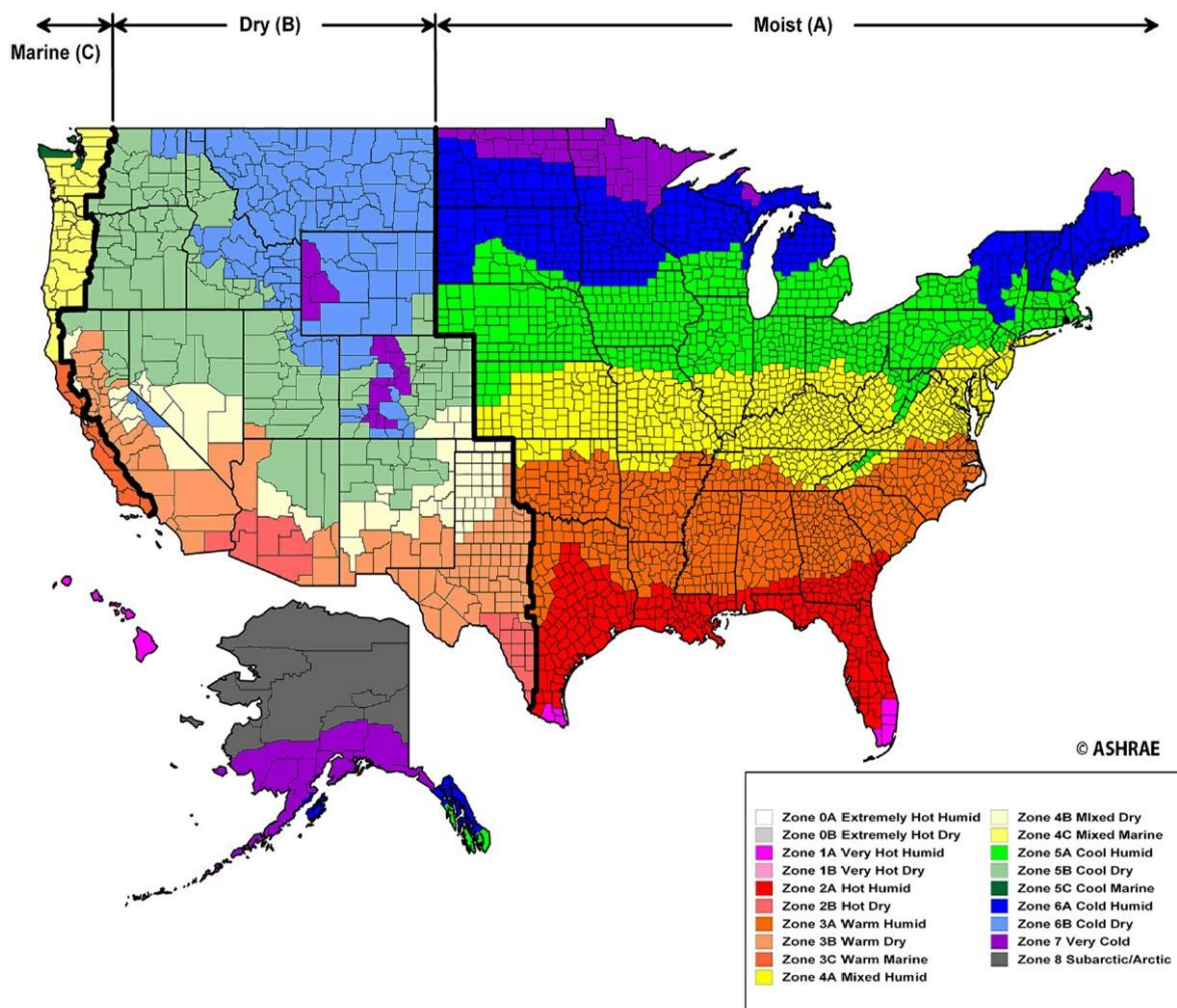 Dry (B)
Moist (A)
Marine (C)
© ASHRAE
Zone 0A Extremely Hot Humid
Zone 0B Extremely Hot Dry
Zone 1A Very Hot Humid
Zone 1B Very Hot Dry
Zone 2A Hot Humid
Zone 2B Hot Dry
Zone 3A Warm Humid
Zone 3B Warm Dry
Zone 3C Warm Marine
Zone 4A Mixed Humid
Zone 4B MIxed Dry
Zone 4C Mixed Marine
Zone 5A Cool Humid
Zone 5B Cool Dry
Zone 5C Cool Marine
Zone 6A Cold Humid
Zone 6B Cold Dry
Zone 7 Very Cold
Zone 8 Subarctic/Arctic